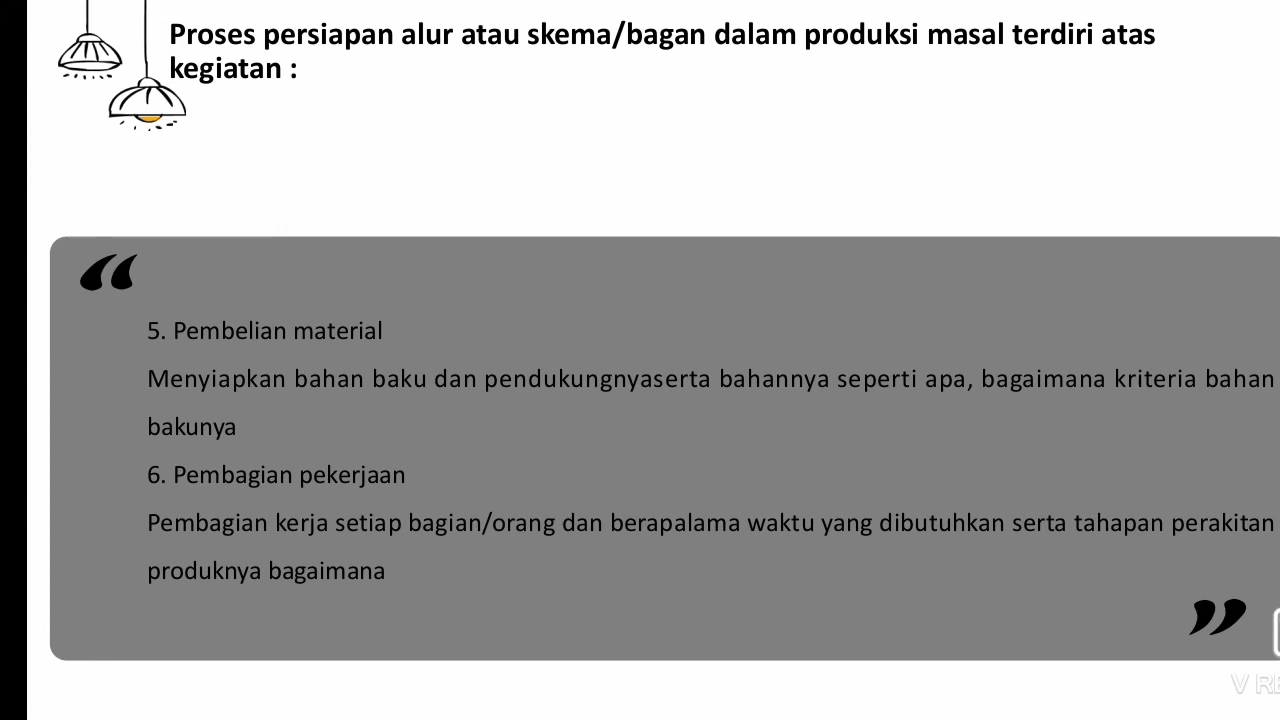 Proses persiapan alur atau skema/bagan dalam produksi masal terdiri atas
kegiatan :
“
5. Pembelian material
Menyiapkan bahan baku dan pendukungnyaserta bahannya seperti apa, bagaimana kriteria bahan
bakunya
6. Pembagian pekerjaan
Pembagian kerja setiap bagian/orang dan berapalama waktu yang dibutuhkan serta tahapan perakitan
produknya bagaimana
”
V RE